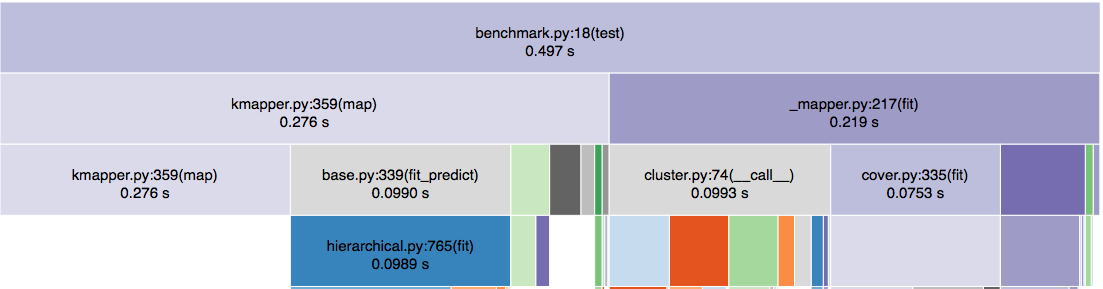 benchmark.py:18(test)
0.497 s
kmapper.py:359(map)
0.276 s
_mapper.py:217(fit)
0.219 s
kmapper.py:359(map)
0.276 s
base.py:339(fit_predict)
0.0990 s
cluster.py:74(__call__)
0.0993 s
cover.py:335(fit)
0.0753 s
hierarchical.py:765(fit)
0.0989 s